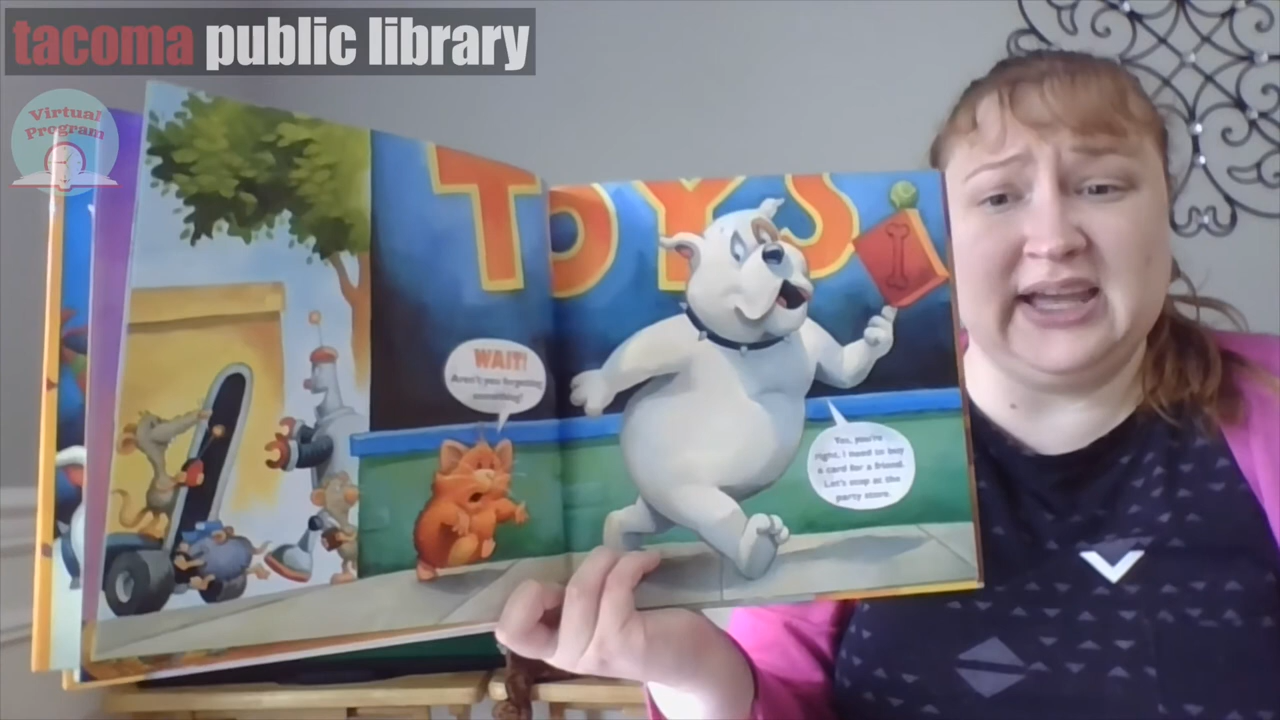 tacoma public library
Virtual
Program
TOYS
WAIT!
Aren't you forgetting
something?
Yes, you're
right, I need to buy
a card for a friend.
Let's stop at the
party store.